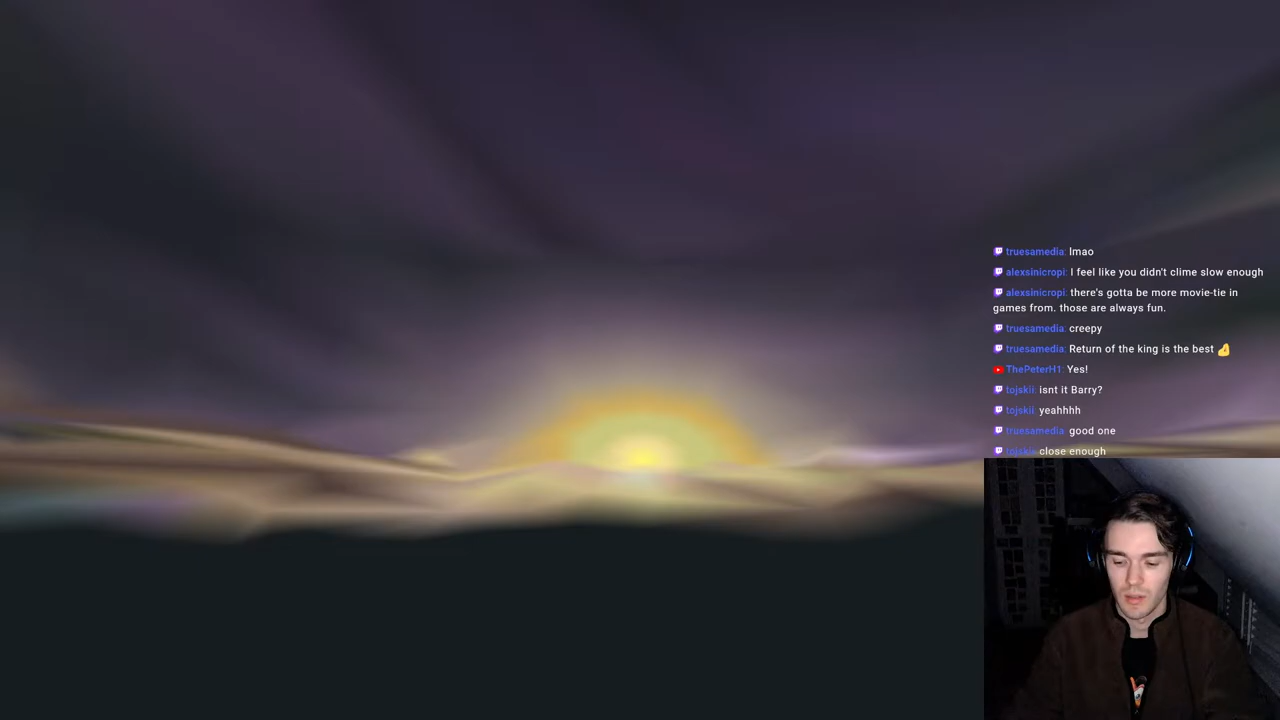 truesamedia: lmao
alexsinicropi: I feel like you didn't clime slow enough
alexsinicropi: there's gotta be more movie-tie in
games from. those are always fun.
truesamedia: creepy
truesamedia: Return of the king is the best
ThePeterH1: Yes!
tojskii: isnt it Barry?
tojskii: yeahhhh
truesamedia: good one
tojskii: close enough